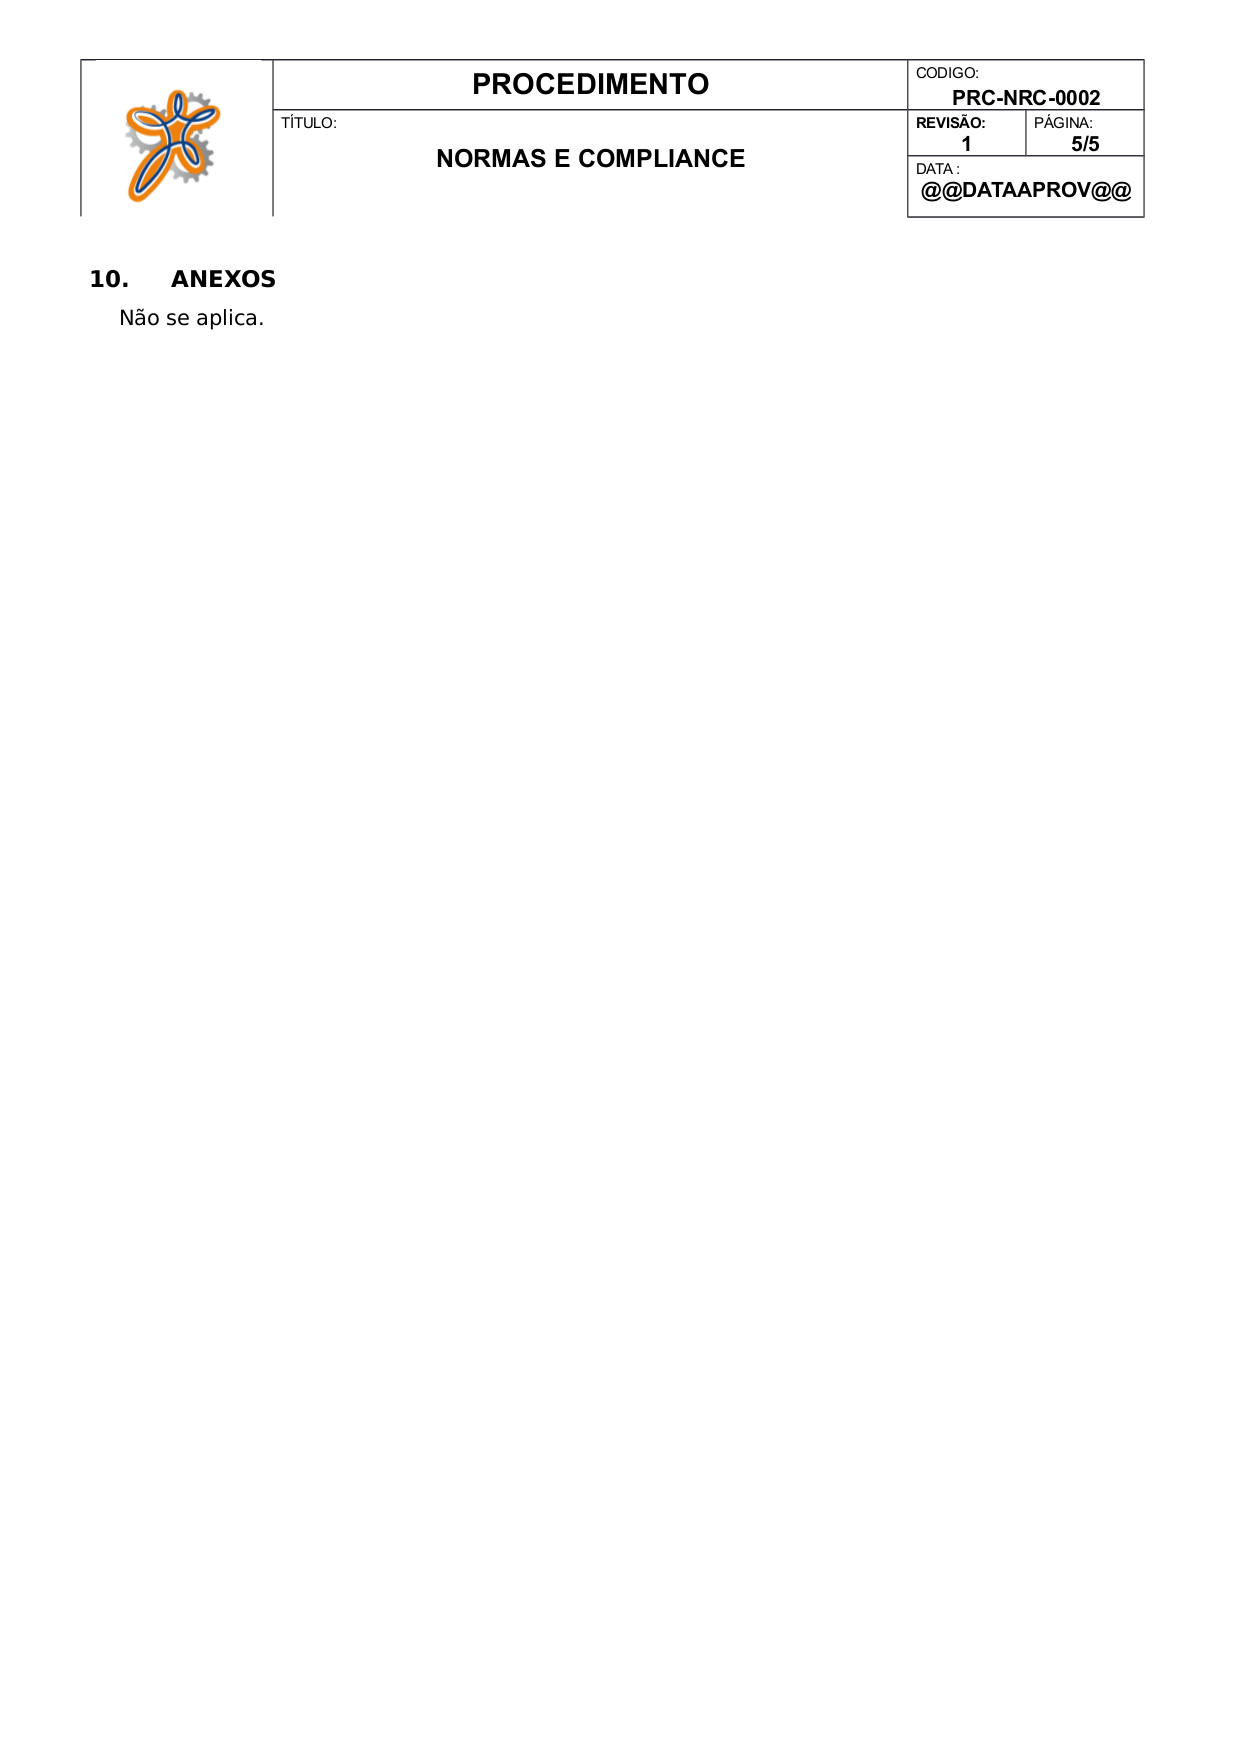 PROCEDIMENTO
CODIGO:
PRC-NRC-0002
TÍTULO:
NORMAS E COMPLIANCE
REVISÃO:
1
PÁGINA:
5/5
DATA :
@@DATAAPROV@@
10. ANEXOS
Não se aplica.